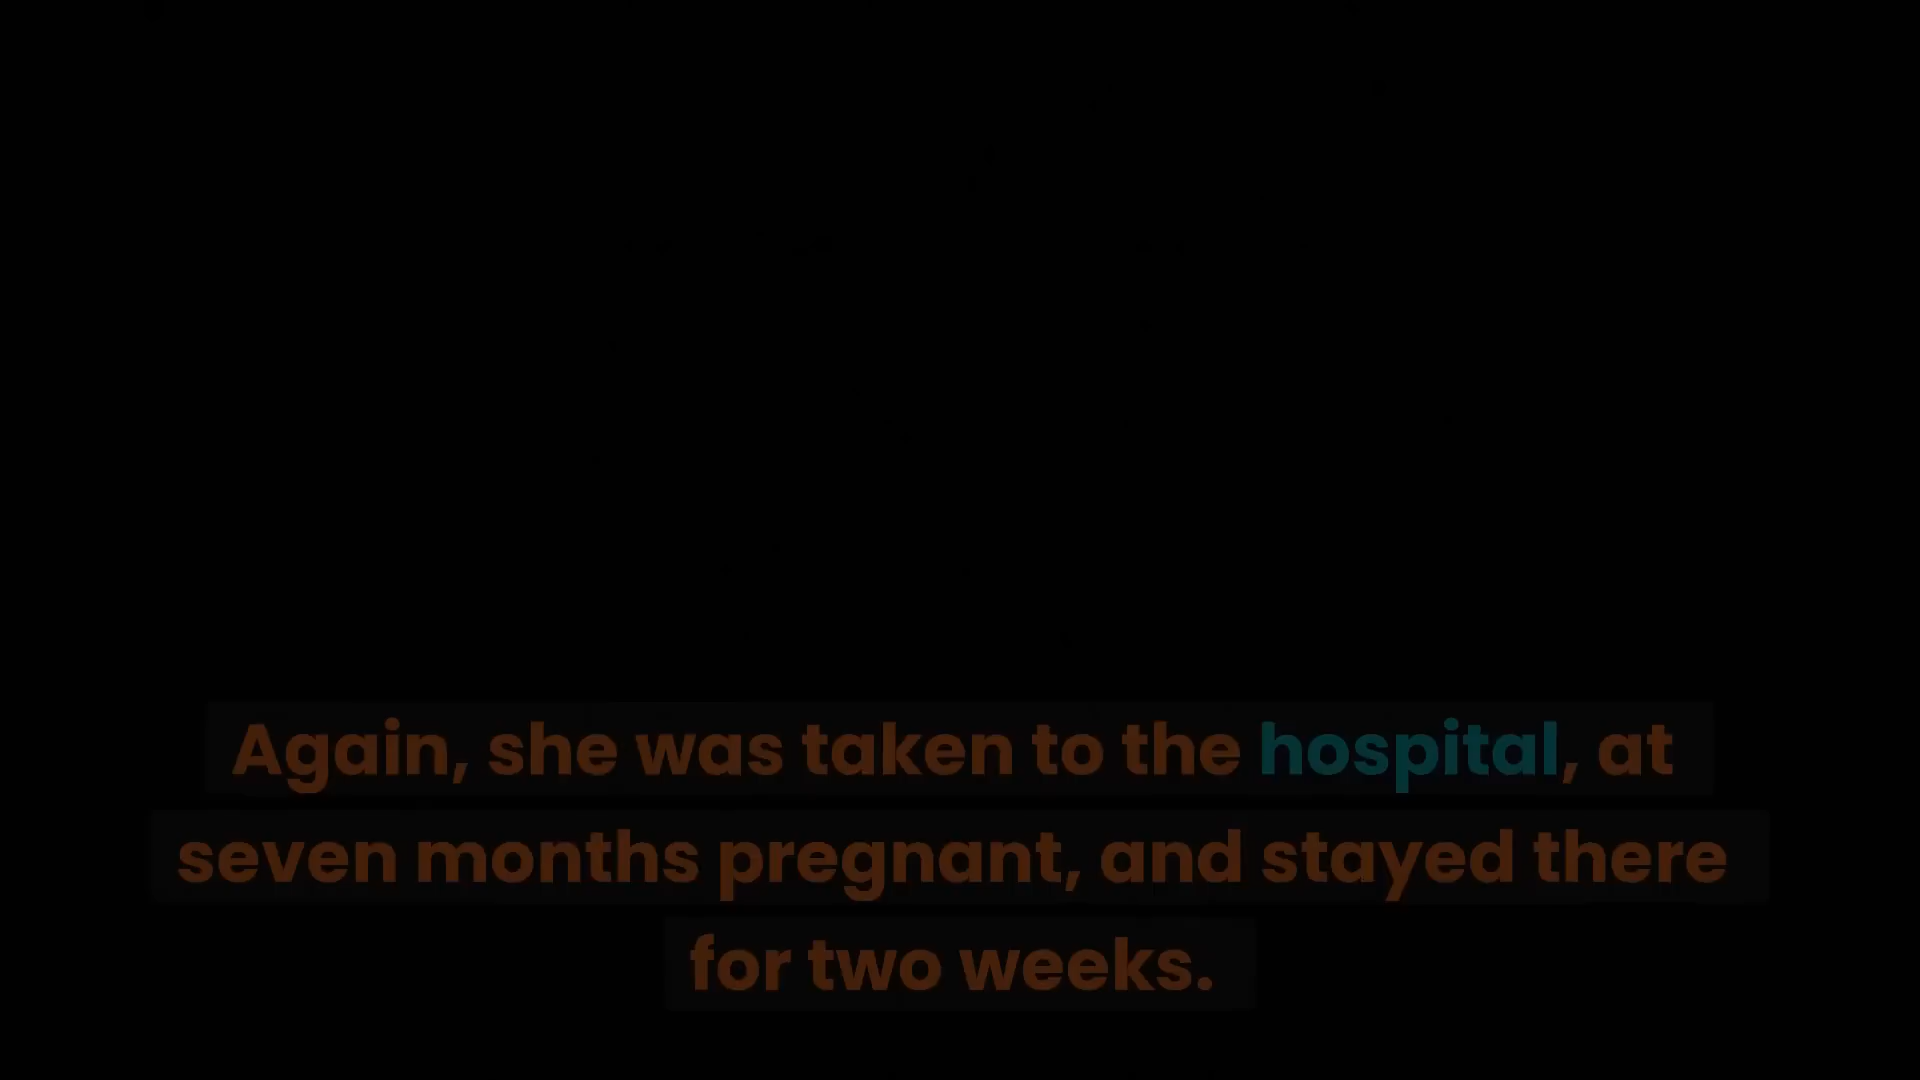 Again, she was taken to the hospital, at
seven months pregnant, and stayed there
for two weeks.